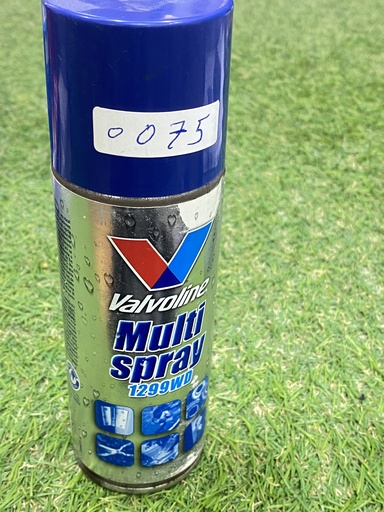 0075
Valvoline
Multi
spray
1299WD